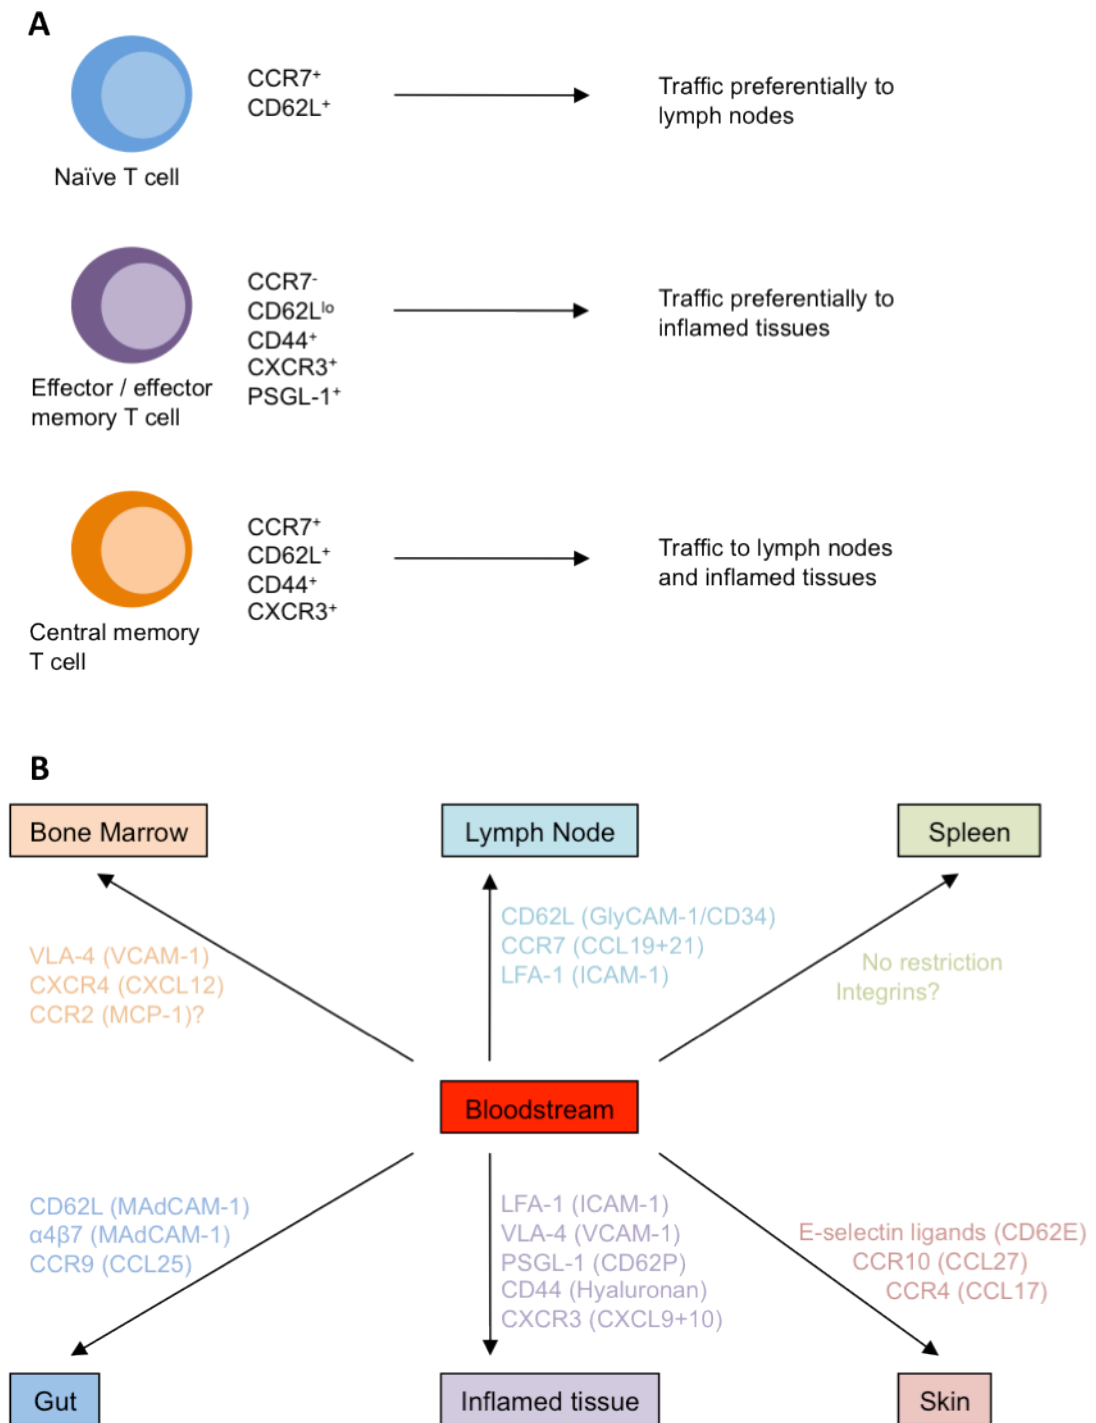 A
CCR7⁺
CD62L⁺
Traffic preferentially to
lymph nodes
Naïve T cell
CCR7⁻
CD62Lˡᵒ
CD44⁺
CXCR3⁺
PSGL-1⁺
Traffic preferentially to
inflamed tissues
Effector / effector
memory T cell
CCR7⁺
CD62L⁺
CD44⁺
CXCR3⁺
Traffic to lymph nodes
and inflamed tissues
Central memory
T cell
B
Bone Marrow
Lymph Node
Spleen
VLA-4 (VCAM-1)
CXCR4 (CXCL12)
CCR2 (MCP-1)?
CD62L (GlyCAM-1/CD34)
CCR7 (CCL19+21)
LFA-1 (ICAM-1)
No restriction
Integrins?
Bloodstream
CD62L (MAdCAM-1)
α4β7 (MAdCAM-1)
CCR9 (CCL25)
LFA-1 (ICAM-1)
VLA-4 (VCAM-1)
PSGL-1 (CD62P)
CD44 (Hyaluronan)
CXCR3 (CXCL9+10)
E-selectin ligands (CD62E)
CCR10 (CCL27)
CCR4 (CCL17)
Gut
Inflamed tissue
Skin